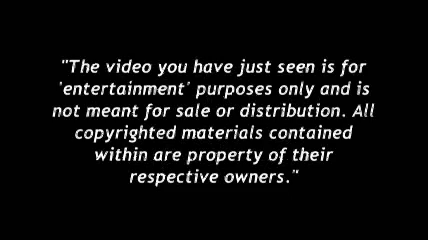 "The video you have just seen is for
'entertainment' purposes only and is
not meant for sale or distribution. All
copyrighted materials contained
within are property of their
respective owners."